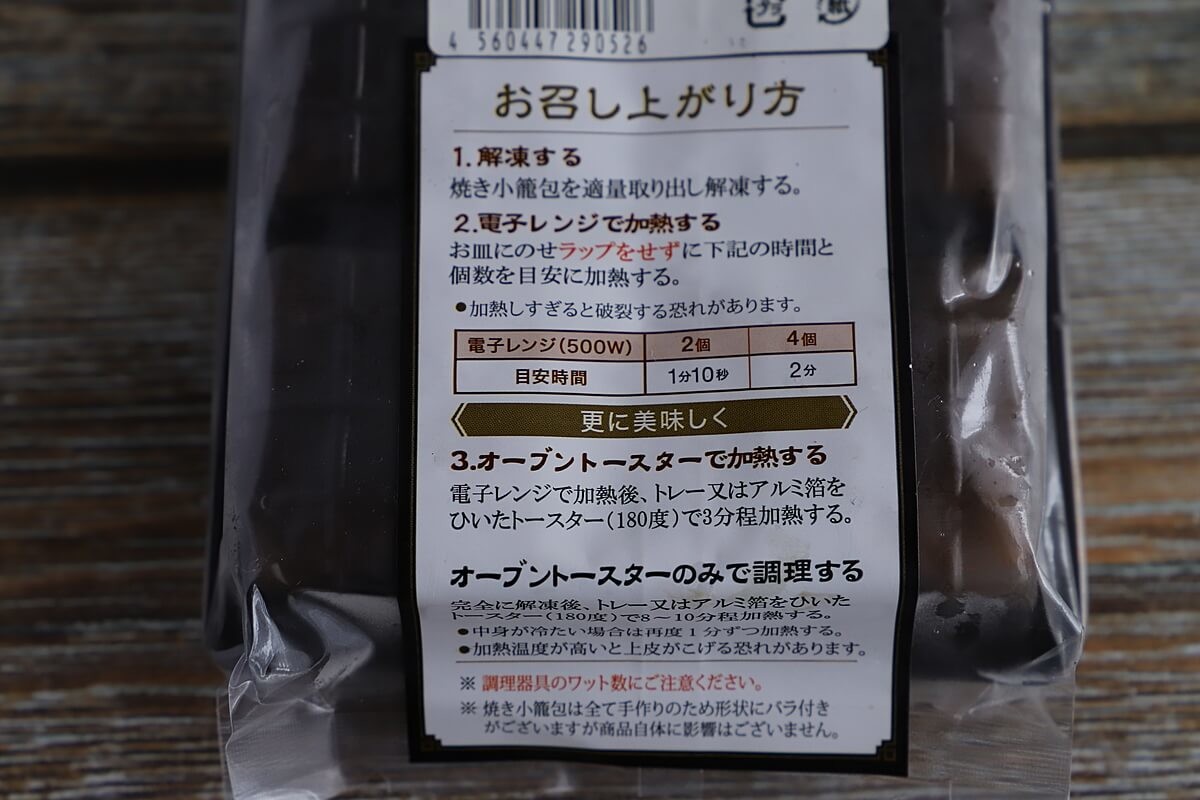 4 560447 290526
プラ
紙
お召し上がり方
1.解凍する
焼き小籠包を適量取り出し解凍する。
2.電子レンジで加熱する
お皿にのせラップをせずに下記の時間と
個数を目安に加熱する。
●加熱しすぎると破裂する恐れがあります。
電子レンジ(500W) 2個 4個
目安時間 1分10秒 2分
更に美味しく
3.オーブントースターで加熱する
電子レンジで加熱後、トレー又はアルミ箔を
ひいたトースター(180度)で3分程加熱する。
オーブントースターのみで調理する
完全に解凍後、トレー又はアルミ箔をひいた
トースター(180度)で8～10分程加熱する。
●中身が冷たい場合は再度1分ずつ加熱する。
●加熱温度が高いと上皮がこげる恐れがあります。
※調理器具のワット数にご注意ください。
※焼き小籠包は全て手作りのため形状にバラ付き
がございますが商品自体に影響はございません。